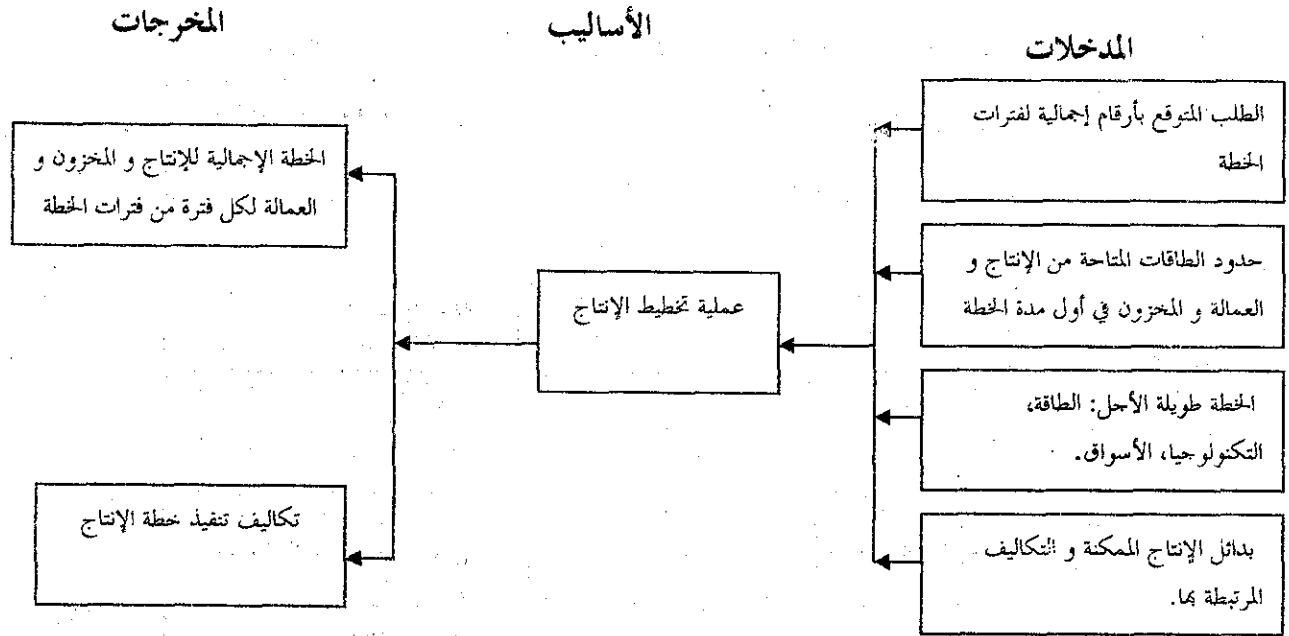 المدخلات
الأساليب
المخرجات
الطلب المتوقع بأرقام إجمالية لفترات
الخطة
حدود الطاقات المتاحة من الإنتاج و
العمالة و المخزون في أول مدة الخطة
الخطة طويلة الأجل: الطاقة،
التكنولوجيا، الأسواق.
بدائل الإنتاج الممكنة و التكاليف
المرتبطة بها.
عملية تخطيط الإنتاج
الخطة الإجمالية للإنتاج و المخزون و
العمالة لكل فترة من فترات الخطة
تكاليف تنفيذ خطة الإنتاج